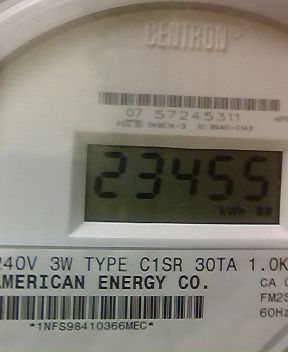 CENTRON
07 57245311
23455
kWh
240V 3W TYPE C1SR 30TA 1.0K
AMERICAN ENERGY CO.
CA
FM2S
60Hz
*1NFS98410366MEC*